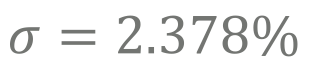 σ = 2.378%